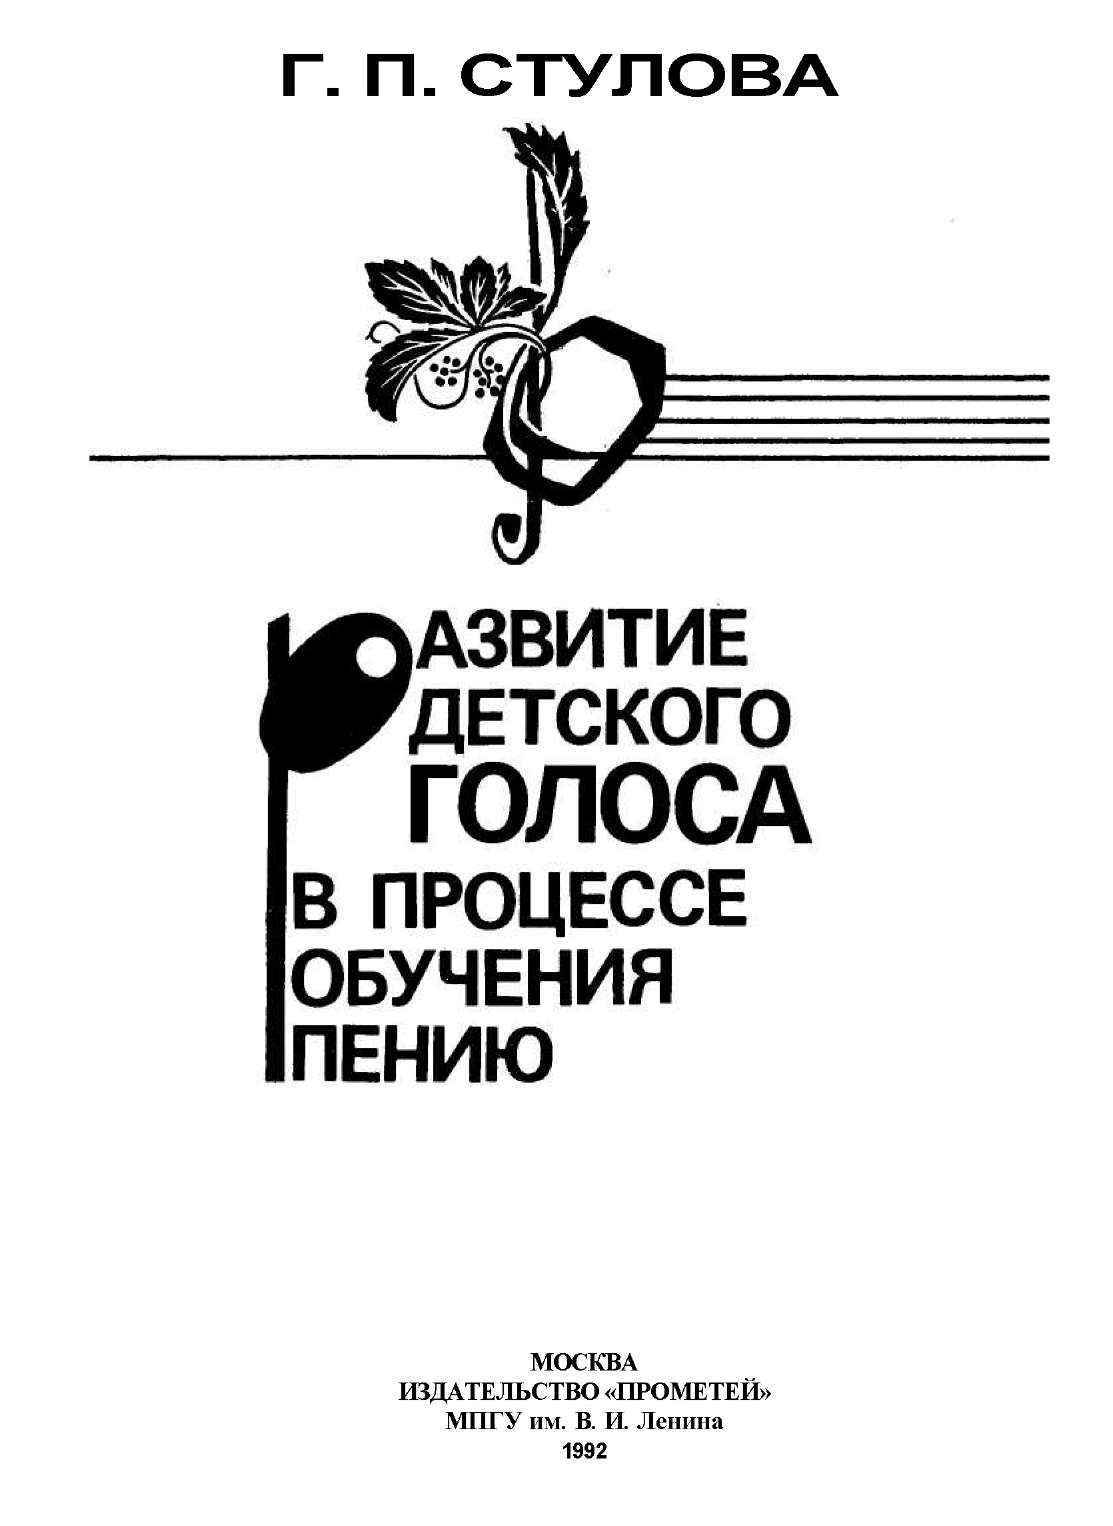 Г. П. СТУЛОВА
РАЗВИТИЕ
ДЕТСКОГО
ГОЛОСА
В ПРОЦЕССЕ
ОБУЧЕНИЯ
ПЕНИЮ
МОСКВА
ИЗДАТЕЛЬСТВО «ПРОМЕТЕЙ»
МПГУ им. В. И. Ленина
1992